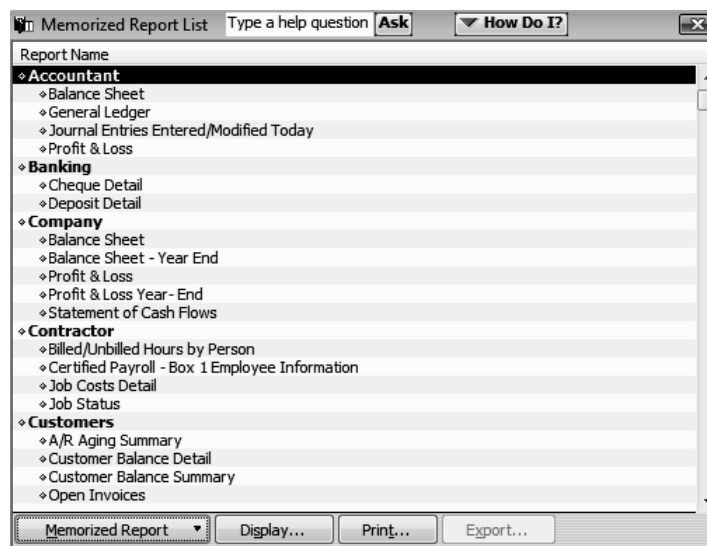 Memorized Report List Type a help question Ask How Do I?
Report Name
Accountant
Balance Sheet
General Ledger
Journal Entries Entered/Modified Today
Profit & Loss
Banking
Cheque Detail
Deposit Detail
Company
Balance Sheet
Balance Sheet - Year End
Profit & Loss
Profit & Loss Year- End
Statement of Cash Flows
Contractor
Billed/Unbilled Hours by Person
Certified Payroll - Box 1 Employee Information
Job Costs Detail
Job Status
Customers
A/R Aging Summary
Customer Balance Detail
Customer Balance Summary
Open Invoices
Memorized Report Display... Print... Export...